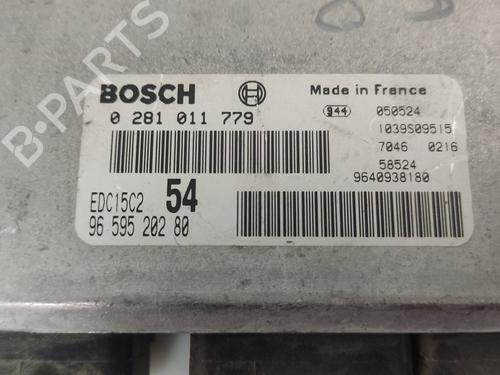 B-PARTS
BOSCH
Made in France
0 281 011 779
944 050524
1039S09515
7046 0216
58524
9640938180
EDC15C2 54
96 595 202 80